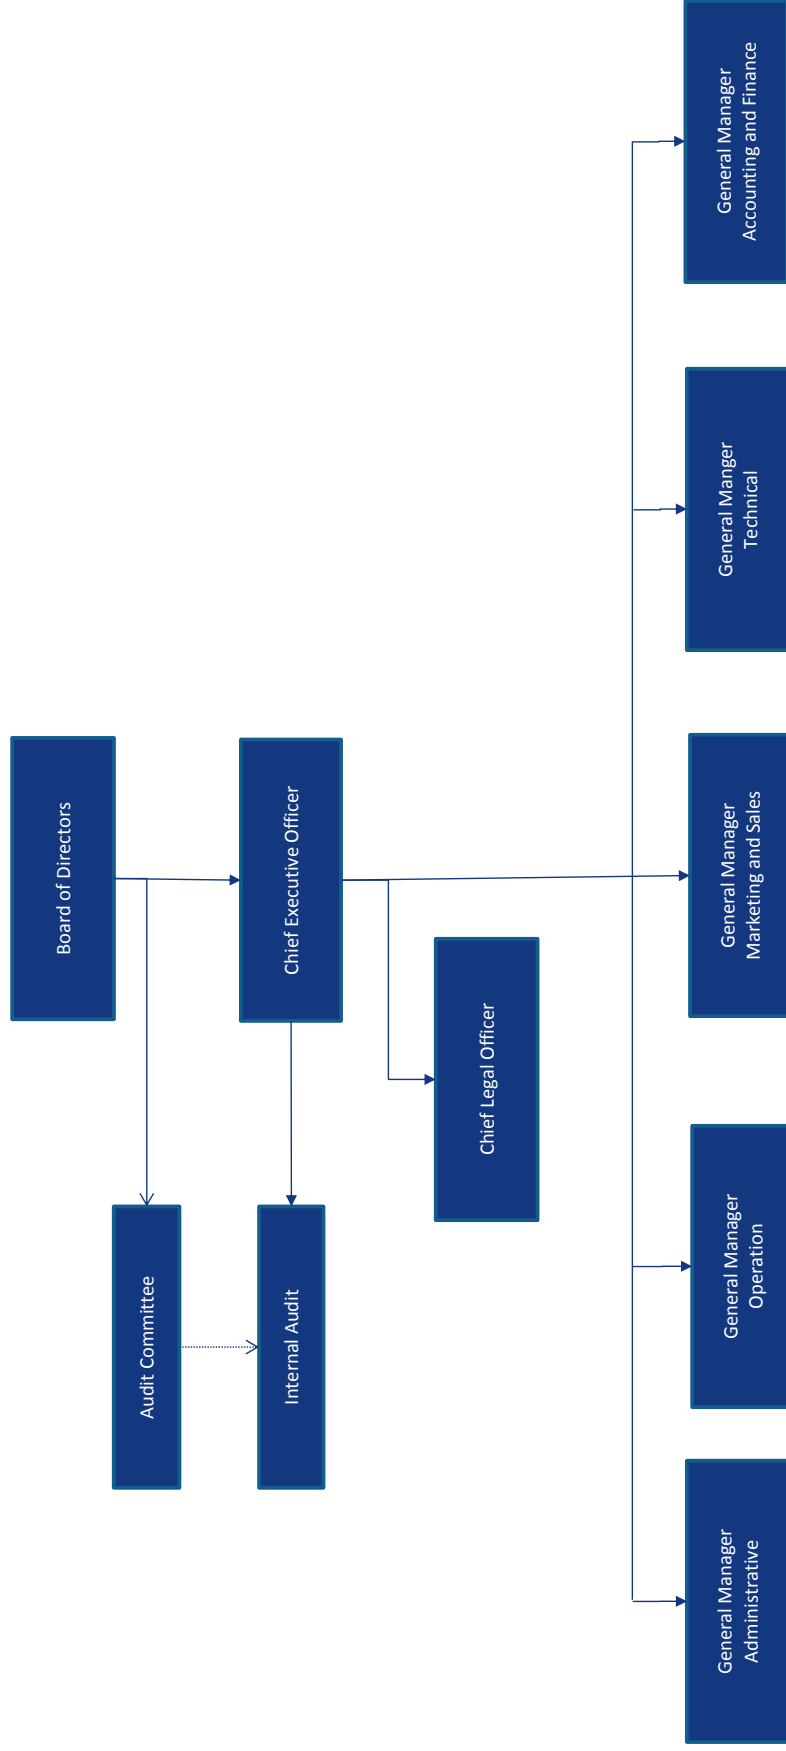 Board of Directors
Audit Committee
Chief Executive Officer
Internal Audit
Chief Legal Officer
General Manager
Administrative
General Manager
Operation
General Manager
Marketing and Sales
General Manger
Technical
General Manager
Accounting and Finance